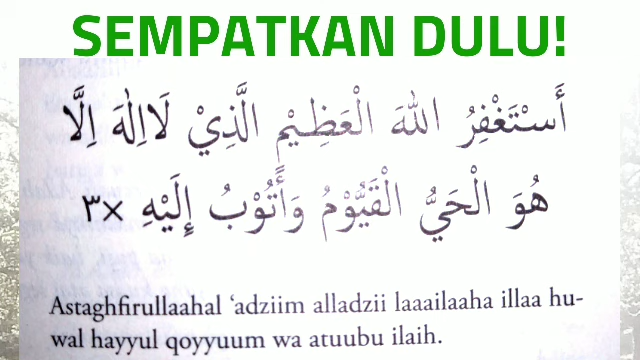 SEMPATKAN DULU!
أَسْتَغْفِرُ اللهَ الْعَظِيْمِ الَّذِيْ لَااِلٰهَ اِلَّا
هُوَ الْحَيُّ الْقَيُّوْمُ وَأَتُوْبُ إِلَيْهِ ×٣
Astaghfirullaahal ‘adziim alladzii laaailaaha illaa hu-
wal hayyul qoyyuum wa atuubu ilaih.